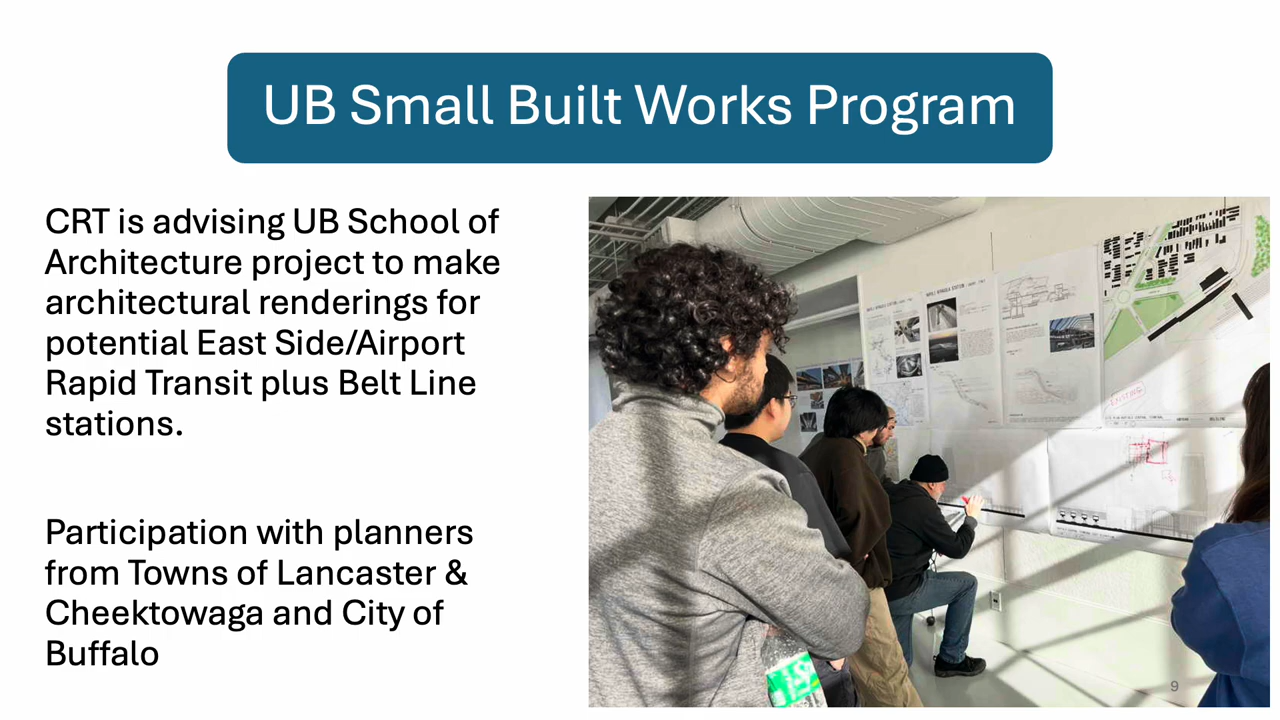 UB Small Built Works Program
CRT is advising UB School of
Architecture project to make
architectural renderings for
potential East Side/Airport
Rapid Transit plus Belt Line
stations.
Participation with planners
from Towns of Lancaster &
Cheektowaga and City of
Buffalo
EXISTING
9